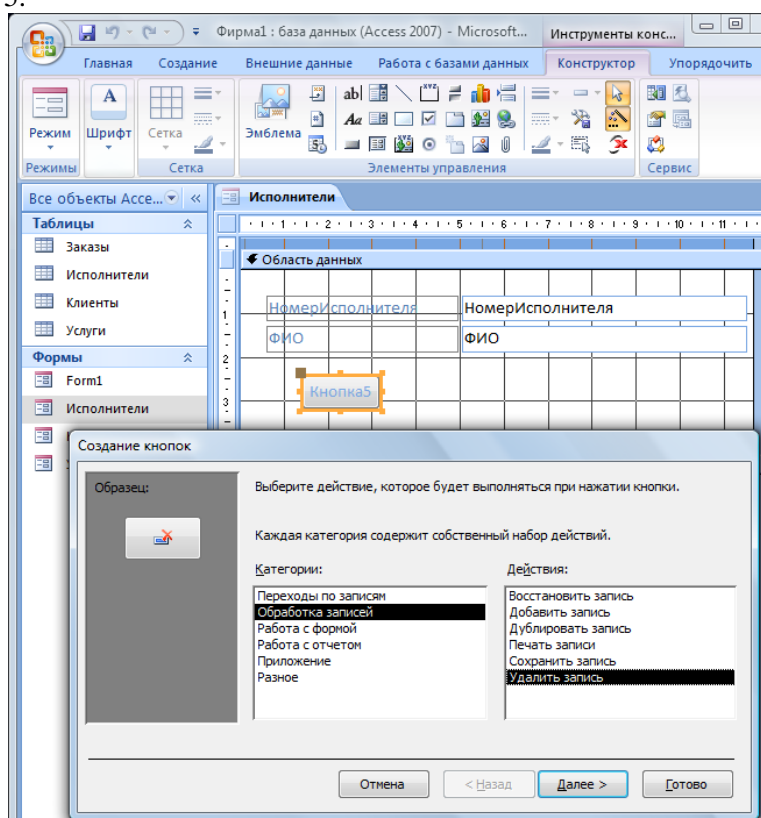 Фирма1 : база данных (Access 2007) - Microsoft... Инструменты конс...
Главная Создание Внешние данные Работа с базами данных Конструктор Упорядочить
Режим Шрифт Сетка Эмблема
Режимы Сетка Элементы управления Сервис
Все объекты Acce... Исполнители
Таблицы
Заказы
Исполнители
Клиенты
Услуги
Формы
Form1
Исполнители
Область данных
НомерИсполнителя НомерИсполнителя
ФИО ФИО
Кнопка5
Создание кнопок
Образец:
Выберите действие, которое будет выполняться при нажатии кнопки.
Каждая категория содержит собственный набор действий.
Категории: Действия:
Переходы по записям Восстановить запись
Обработка записей Добавить запись
Работа с формой Дублировать запись
Работа с отчетом Печать записи
Приложение Сохранить запись
Разное Удалить запись
Отмена < Назад Далее > Готово